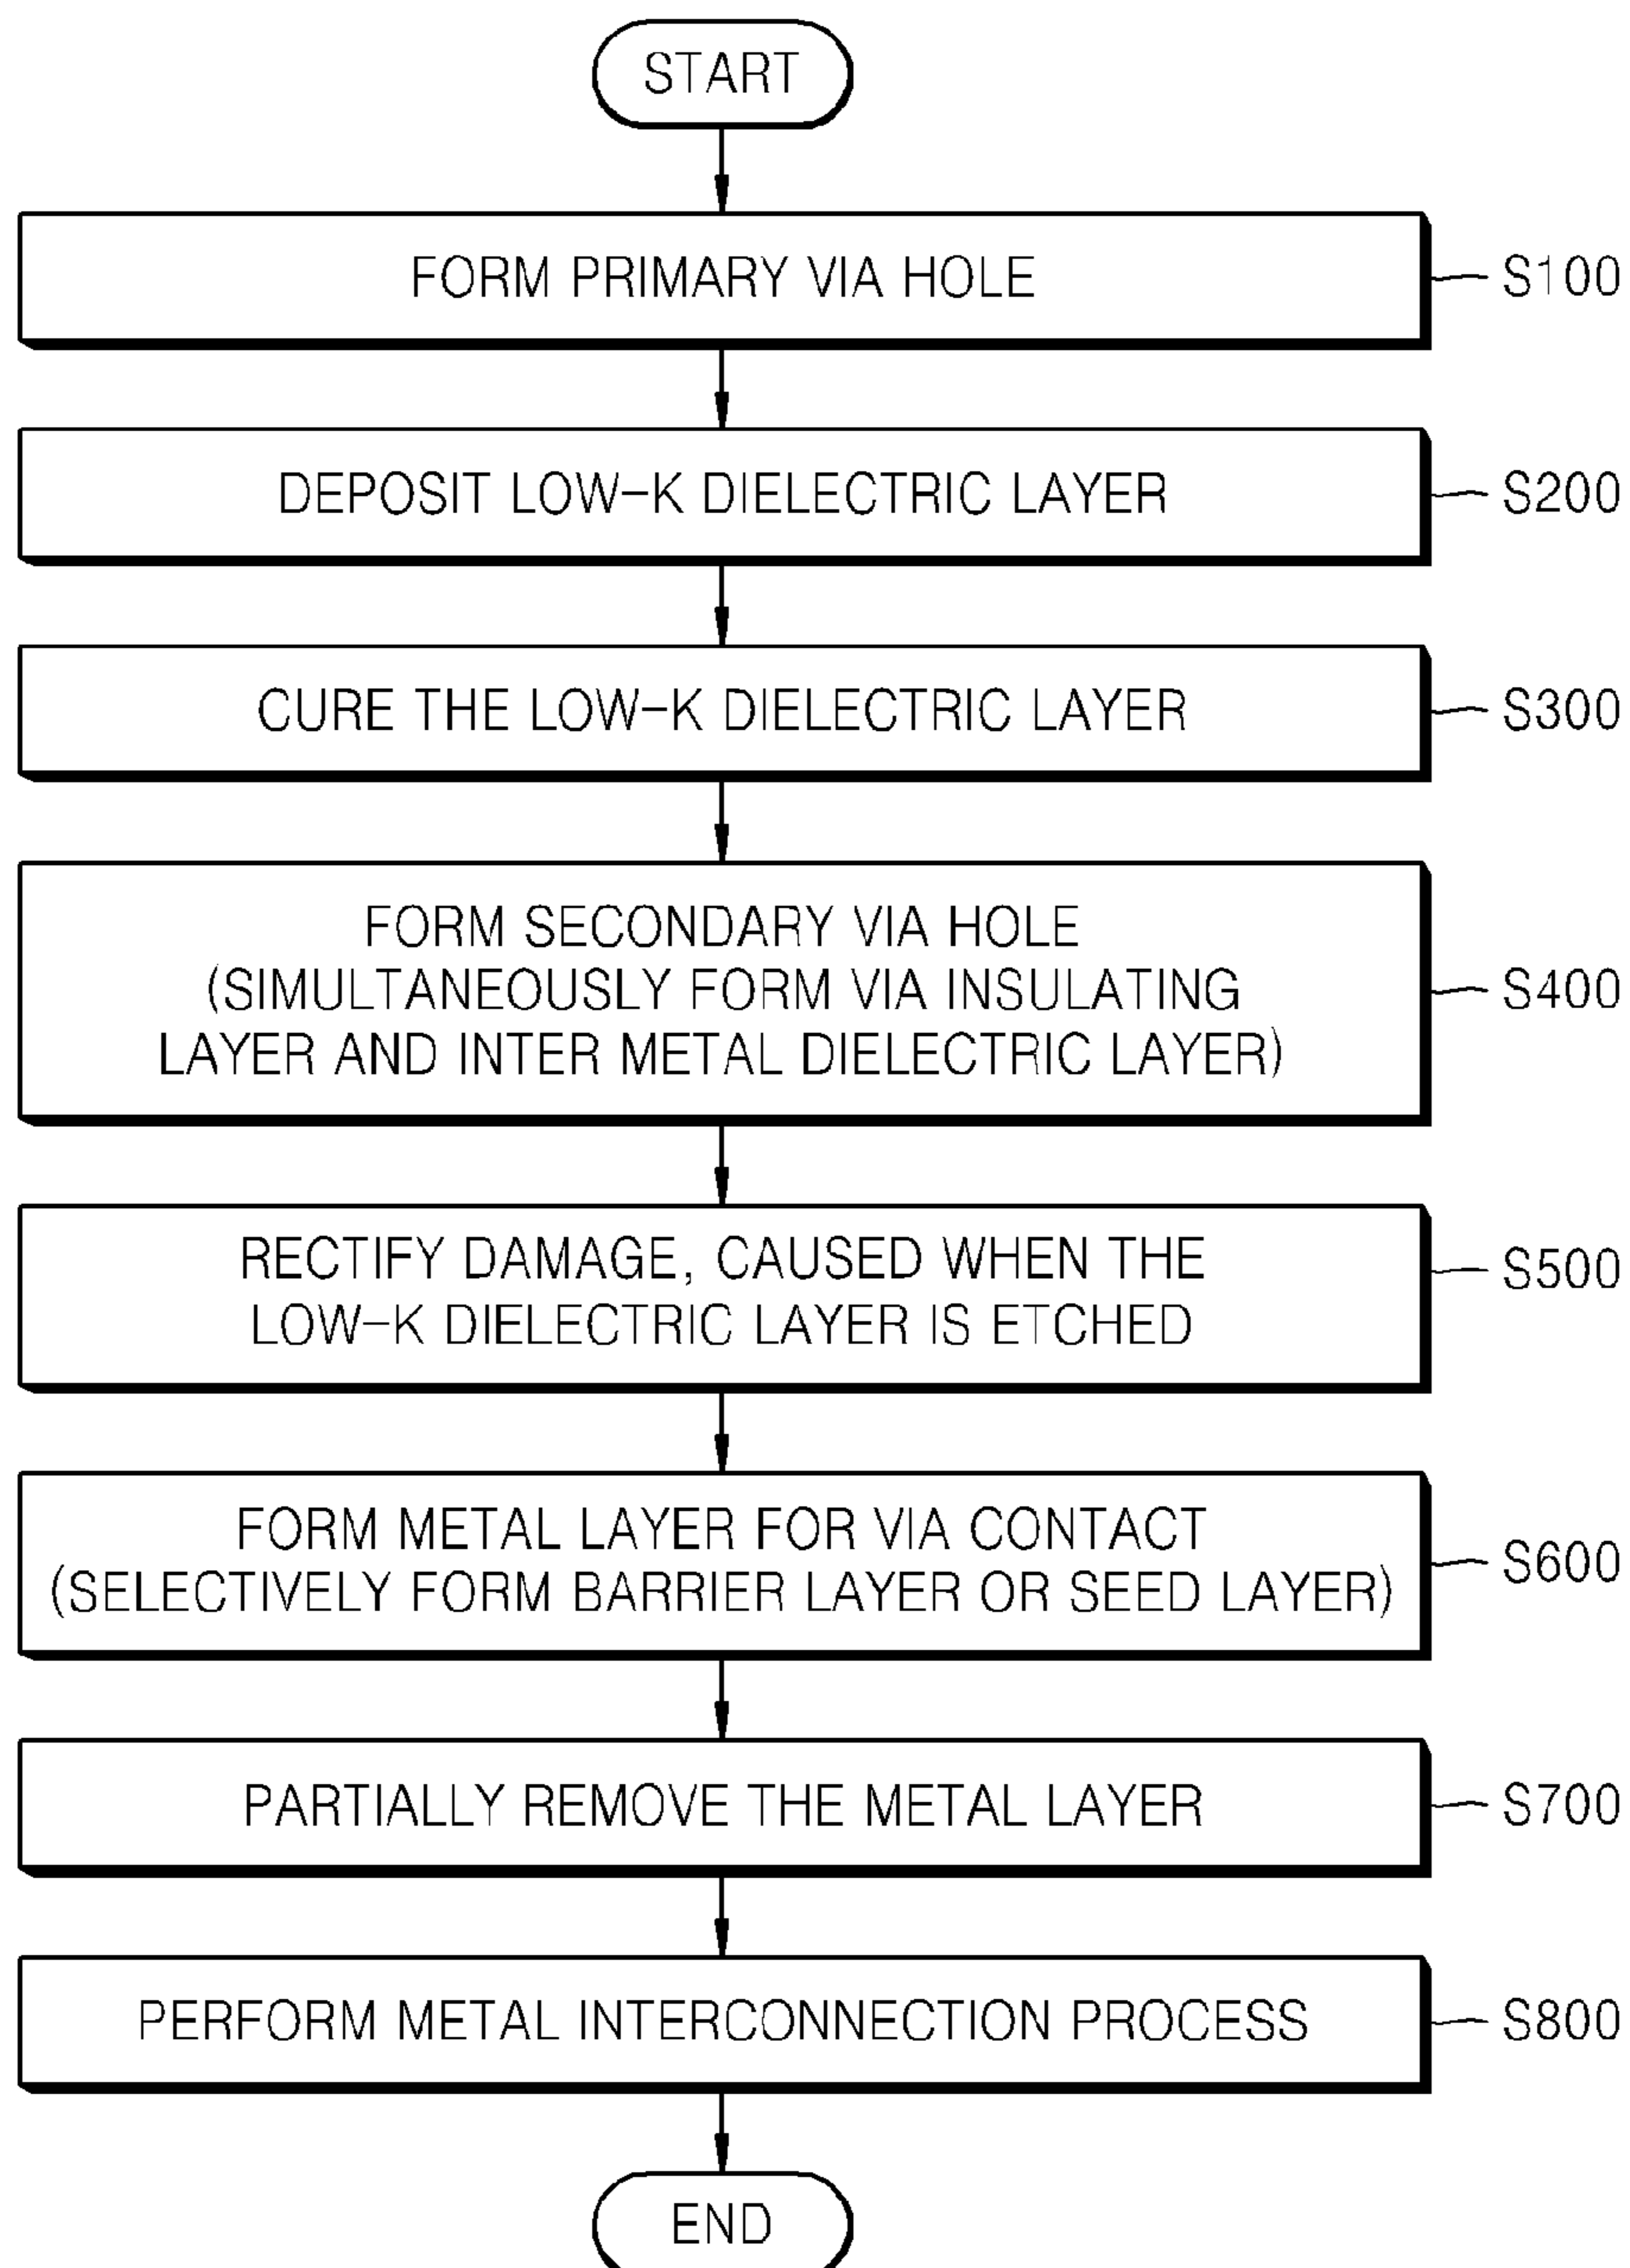 START
FORM PRIMARY VIA HOLE
S100
DEPOSIT LOW-K DIELECTRIC LAYER
S200
CURE THE LOW-K DIELECTRIC LAYER
S300
FORM SECONDARY VIA HOLE
(SIMULTANEOUSLY FORM VIA INSULATING
LAYER AND INTER METAL DIELECTRIC LAYER)
S400
RECTIFY DAMAGE, CAUSED WHEN THE
LOW-K DIELECTRIC LAYER IS ETCHED
S500
FORM METAL LAYER FOR VIA CONTACT
(SELECTIVELY FORM BARRIER LAYER OR SEED LAYER)
S600
PARTIALLY REMOVE THE METAL LAYER
S700
PERFORM METAL INTERCONNECTION PROCESS
S800
END